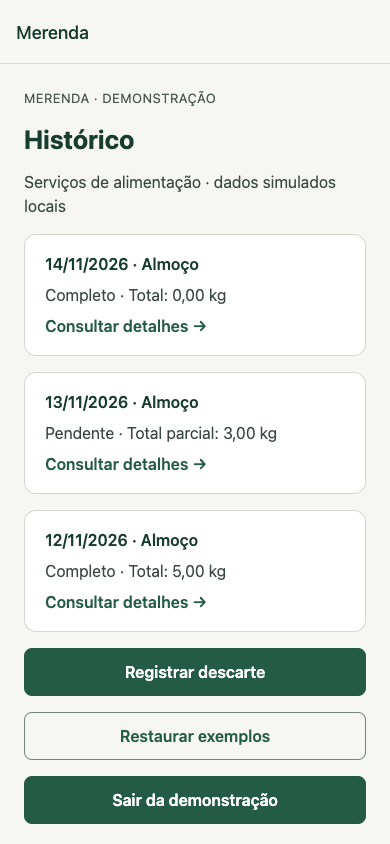 Merenda
MERENDA · DEMONSTRAÇÃO
Histórico
Serviços de alimentação · dados simulados
locais
14/11/2026 · Almoço
Completo · Total: 0,00 kg
Consultar detalhes →
13/11/2026 · Almoço
Pendente · Total parcial: 3,00 kg
Consultar detalhes →
12/11/2026 · Almoço
Completo · Total: 5,00 kg
Consultar detalhes →
Registrar descarte
Restaurar exemplos
Sair da demonstração